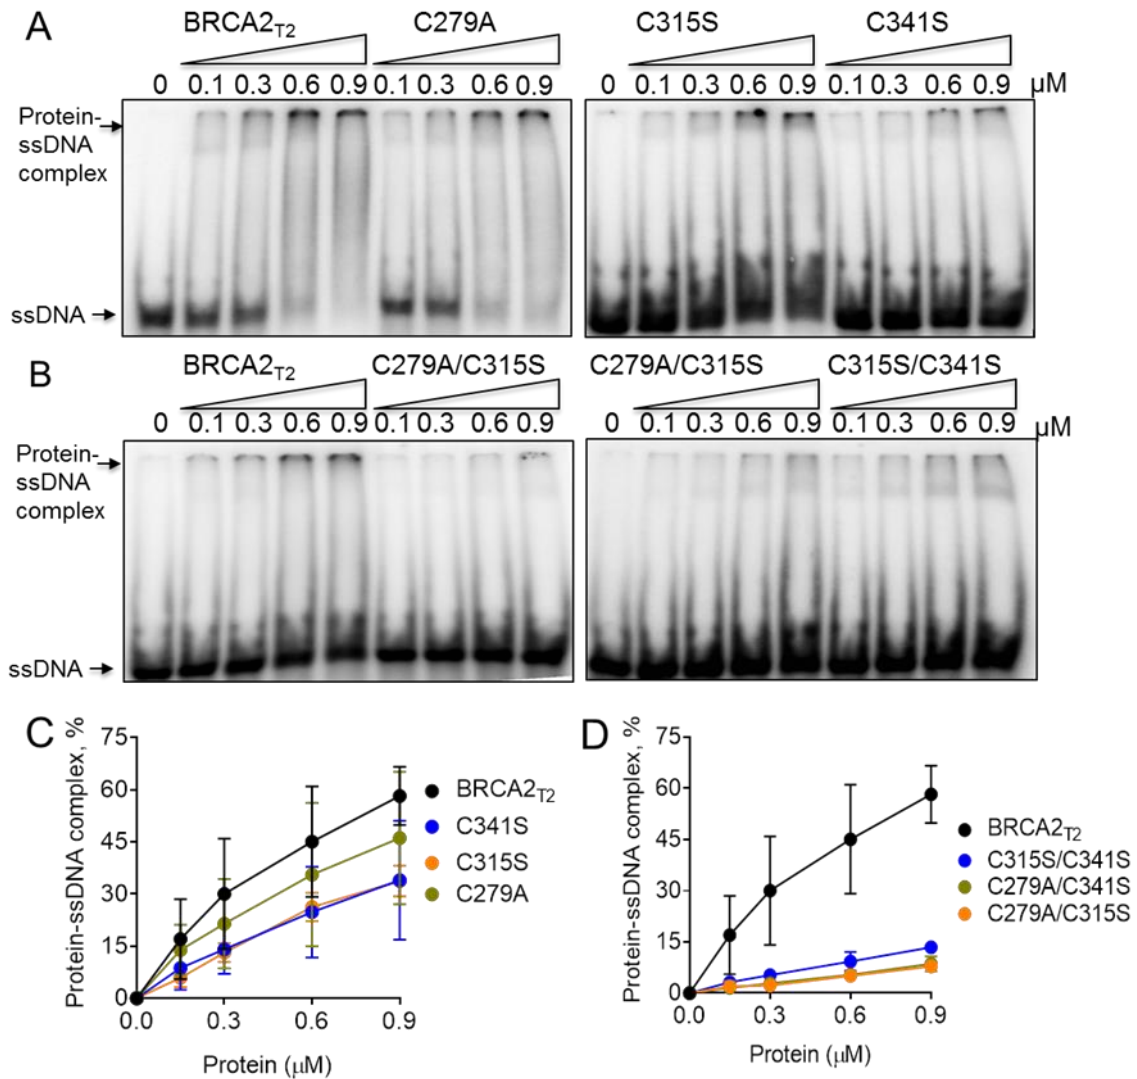 A
BRCA2T2 C279A C315S C341S
0 0.1 0.3 0.6 0.9 0.1 0.3 0.6 0.9 0 0.1 0.3 0.6 0.9 0.1 0.3 0.6 0.9 μM
Protein-
ssDNA
complex
ssDNA
B
BRCA2T2 C279A/C315S C279A/C315S C315S/C341S
0 0.1 0.3 0.6 0.9 0.1 0.3 0.6 0.9 0 0.1 0.3 0.6 0.9 0.1 0.3 0.6 0.9 μM
Protein-
ssDNA
complex
ssDNA
C
Protein-ssDNA complex, %
75
60
45
30
15
0
0.0 0.3 0.6 0.9
Protein (μM)
BRCA2T2
C341S
C315S
C279A
D
Protein-ssDNA complex, %
75
60
45
30
15
0
0.0 0.3 0.6 0.9
Protein (μM)
BRCA2T2
C315S/C341S
C279A/C341S
C279A/C315S